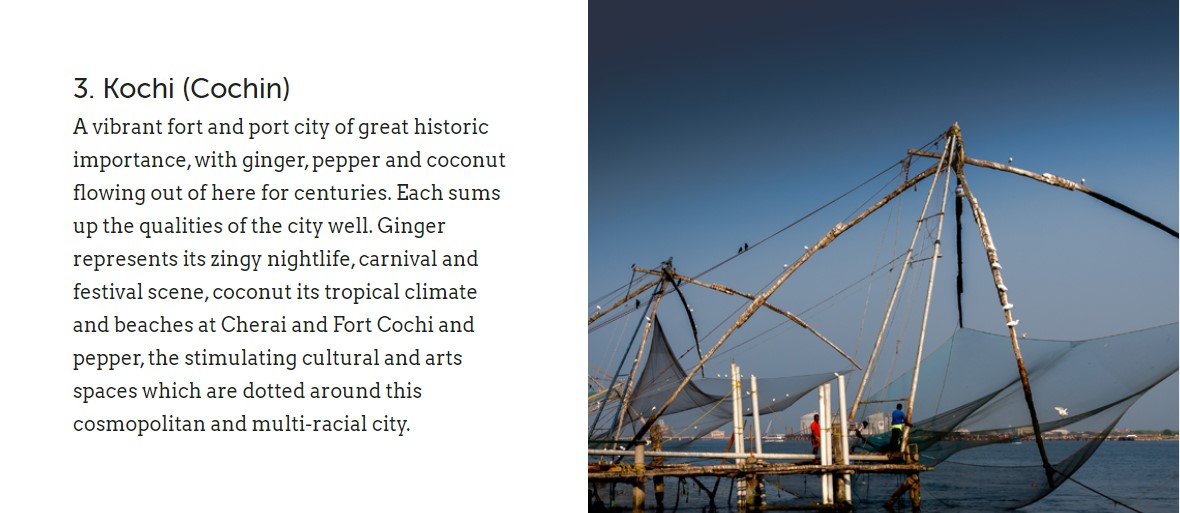 3. Kochi (Cochin)
A vibrant fort and port city of great historic
importance, with ginger, pepper and coconut
flowing out of here for centuries. Each sums
up the qualities of the city well. Ginger
represents its zingy nightlife, carnival and
festival scene, coconut its tropical climate
and beaches at Cherai and Fort Cochi and
pepper, the stimulating cultural and arts
spaces which are dotted around this
cosmopolitan and multi-racial city.